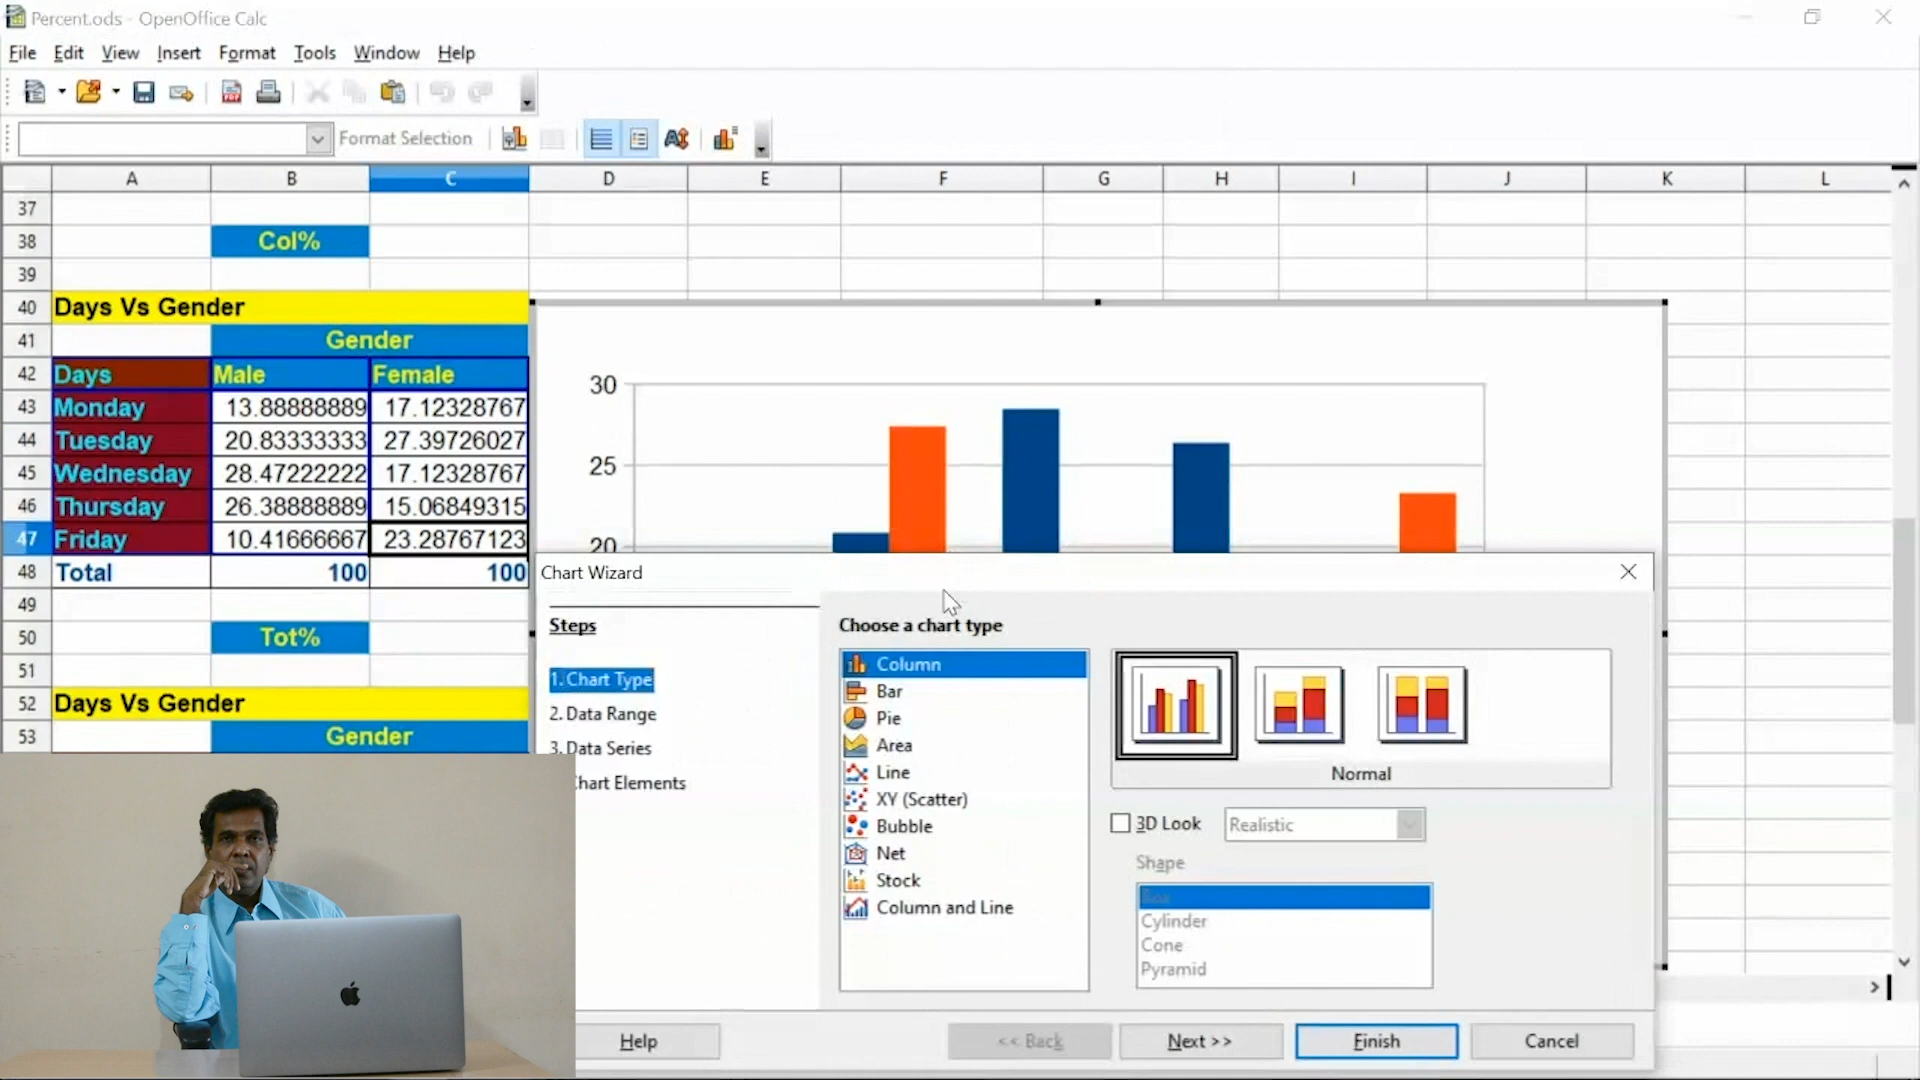 Percent.ods - OpenOffice Calc
File Edit View Insert Format Tools Window Help
Format Selection
A B C D E F G H I J K L
37
38 Col%
39
40 Days Vs Gender
41 Gender
42 Days Male Female
43 Monday 13.88888889 17.12328767
44 Tuesday 20.83333333 27.39726027
45 Wednesday 28.47222222 17.12328767
46 Thursday 26.38888889 15.06849315
47 Friday 10.41666667 23.28767123
48 Total 100 100
49
50 Tot%
51
52 Days Vs Gender
53 Gender
30
25
20
Chart Wizard
Steps
1. Chart Type
2. Data Range
3. Data Series
Chart Elements
Choose a chart type
Column
Bar
Pie
Area
Line
XY (Scatter)
Bubble
Net
Stock
Column and Line
Normal
3D Look Realistic
Shape
Cylinder
Cone
Pyramid
Help << Back Next >> Finish Cancel